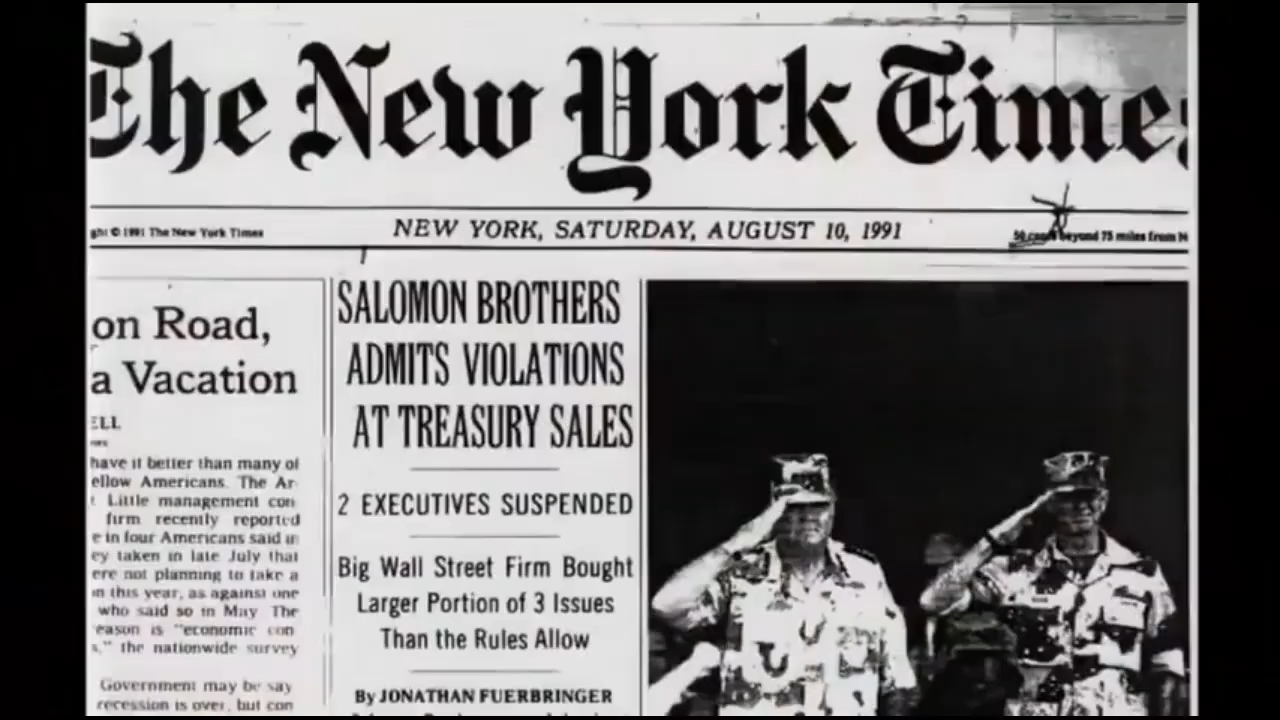 The New York Times
ght © 1991 The New York Times
NEW YORK, SATURDAY, AUGUST 10, 1991
50 cents beyond 75 miles from N
on Road,
a Vacation
ELL
have it better than many of
ellow Americans. The Ar-
t Little management con-
firm recently reported
e in four Americans said in
ey taken in late July that
ere not planning to take a
on this year, as against one
who said so in May. The
eason is "economic con-
s," the nationwide survey
Government may be say
recession is over, but con
SALOMON BROTHERS
ADMITS VIOLATIONS
AT TREASURY SALES
2 EXECUTIVES SUSPENDED
Big Wall Street Firm Bought
Larger Portion of 3 Issues
Than the Rules Allow
By JONATHAN FUERBRINGER